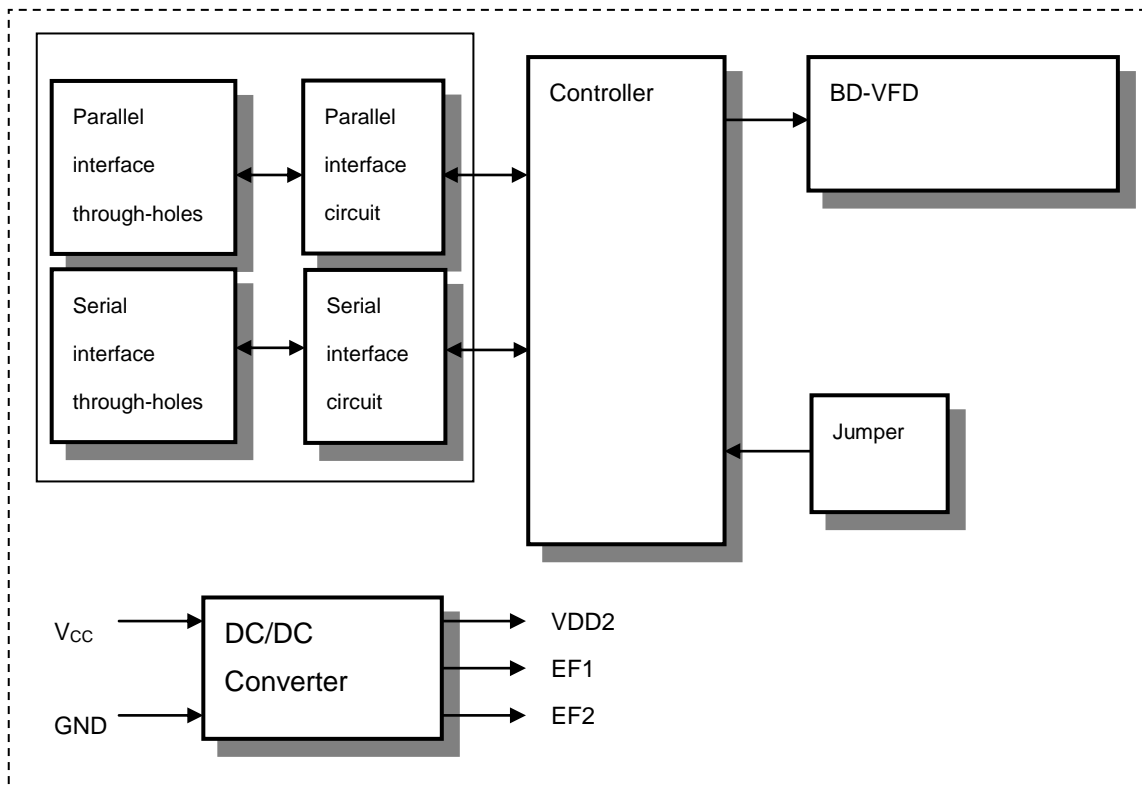 Parallel
interface
through-holes
Parallel
interface
circuit
Serial
interface
through-holes
Serial
interface
circuit
Controller
BD-VFD
Jumper
VCC
GND
DC/DC
Converter
VDD2
EF1
EF2